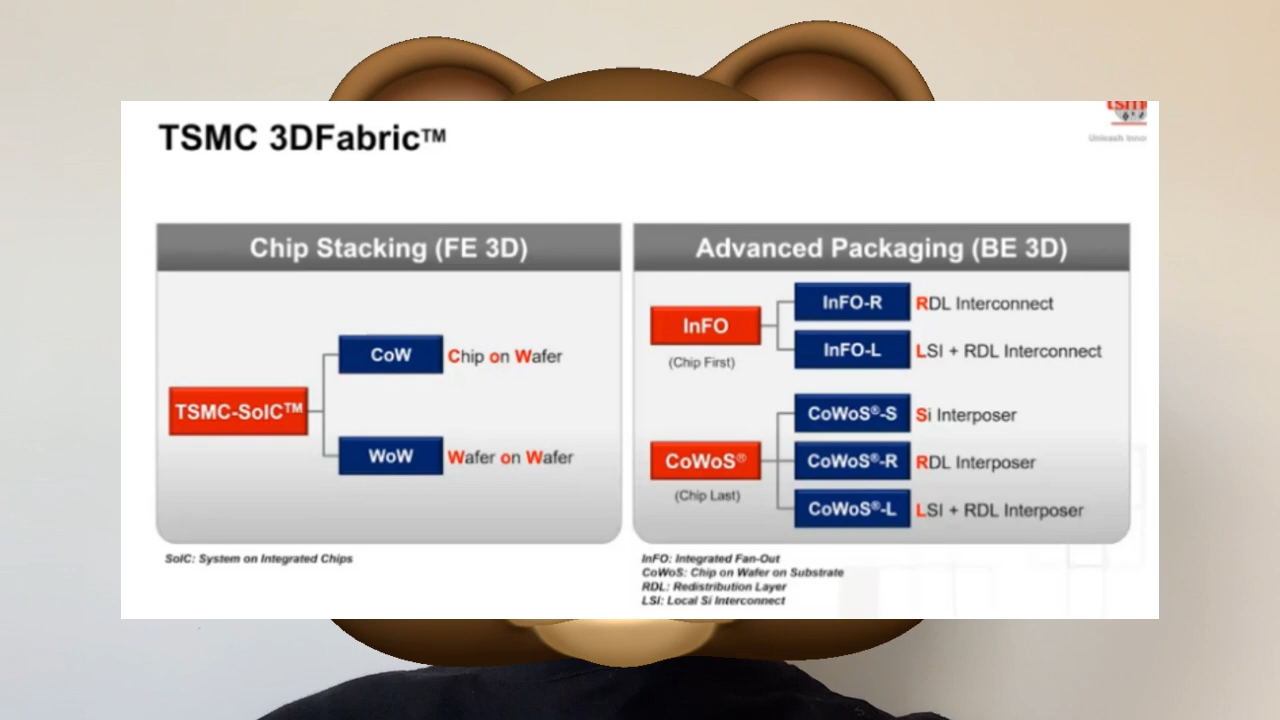 TSMC 3DFabric™
Chip Stacking (FE 3D)
TSMC-SoIC™
CoW
Chip on Wafer
WoW
Wafer on Wafer
SoIC: System on Integrated Chips
Advanced Packaging (BE 3D)
InFO
(Chip First)
InFO-R
RDL Interconnect
InFO-L
LSI + RDL Interconnect
CoWoS®
(Chip Last)
CoWoS®-S
Si Interposer
CoWoS®-R
RDL Interposer
CoWoS®-L
LSI + RDL Interposer
InFO: Integrated Fan-Out
CoWoS: Chip on Wafer on Substrate
RDL: Redistribution Layer
LSI: Local Si Interconnect